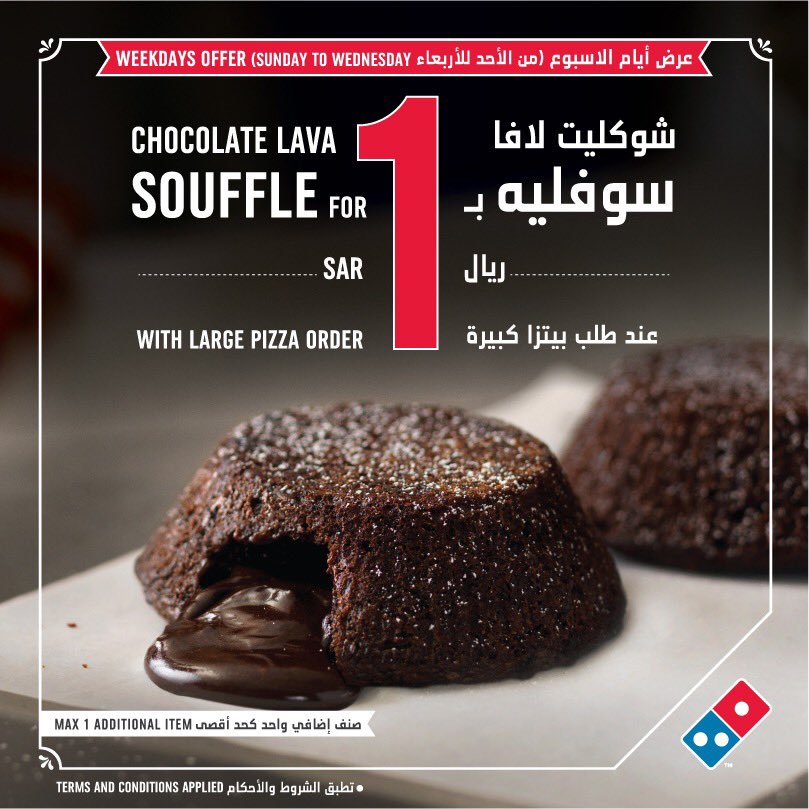 WEEKDAYS OFFER (SUNDAY TO WEDNESDAY عرض أيام الاسبوع (من الأحد للأربعاء
CHOCOLATE LAVA
SOUFFLE FOR
1
SAR
WITH LARGE PIZZA ORDER
شوكليت لافا
سوفليه بـ
ريال
عند طلب بيتزا كبيرة
MAX 1 ADDITIONAL ITEM صنف إضافي واحد كحد أقصى
TERMS AND CONDITIONS APPLIED تطبق الشروط والأحكام•
TM